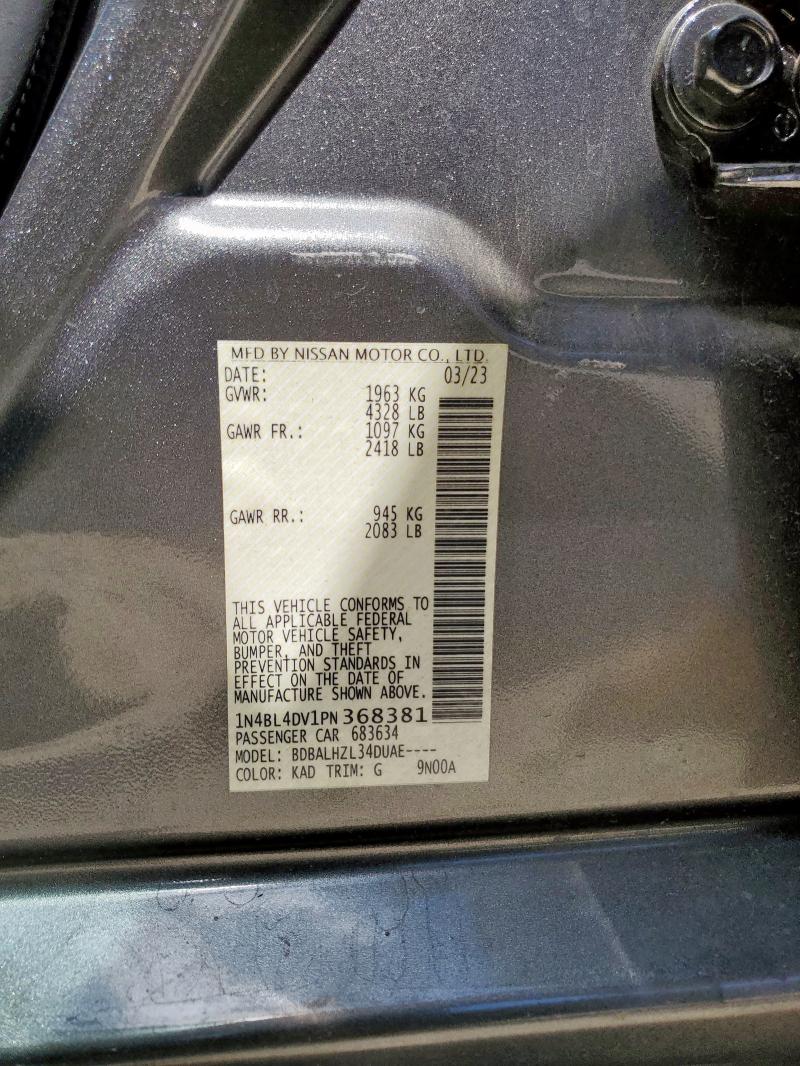 MFD BY NISSAN MOTOR CO., LTD.
DATE: 03/23
GVWR: 1963 KG
4328 LB
GAWR FR.: 1097 KG
2418 LB
GAWR RR.: 945 KG
2083 LB
THIS VEHICLE CONFORMS TO
ALL APPLICABLE FEDERAL
MOTOR VEHICLE SAFETY,
BUMPER, AND THEFT
PREVENTION STANDARDS IN
EFFECT ON THE DATE OF
MANUFACTURE SHOWN ABOVE.
1N4BL4DV1PN368381
PASSENGER CAR 683634
MODEL: BDBALHZL34DUAE----
COLOR: KAD TRIM: G 9N00A